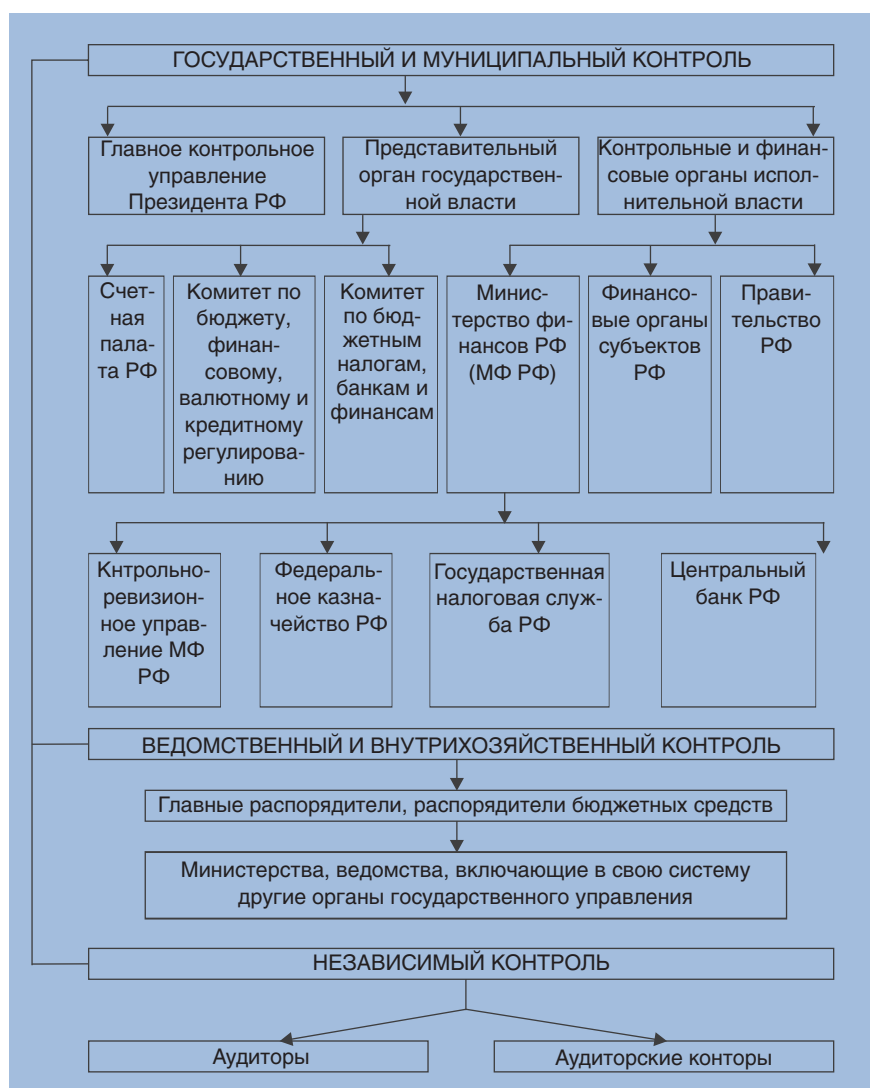 ГОСУДАРСТВЕННЫЙ И МУНИЦИПАЛЬНЫЙ КОНТРОЛЬ
Главное контрольное
управление
Президента РФ
Представительный
орган государствен-
ной власти
Контрольные и финан-
совые органы испол-
нительной власти
Счет-
ная
пала-
та РФ
Комитет по
бюджету,
финан-
совому,
валютному и
кредитному
регулирова-
нию
Комитет
по бюд-
жетным
налогам,
банкам и
финансам
Минис-
терство фи-
нансов РФ
(МФ РФ)
Финансо-
вые органы
субъектов
РФ
Прави-
тельство
РФ
Кнтрольно-
ревизион-
ное управ-
ление МФ
РФ
Федераль-
ное казна-
чейство РФ
Государственная
налоговая служ-
ба РФ
Центральный
банк РФ
ВЕДОМСТВЕННЫЙ И ВНУТРИХОЗЯЙСТВЕННЫЙ КОНТРОЛЬ
Главные распорядители, распорядители бюджетных средств
Министерства, ведомства, включающие в свою систему
другие органы государственного управления
НЕЗАВИСИМЫЙ КОНТРОЛЬ
Аудиторы
Аудиторские конторы